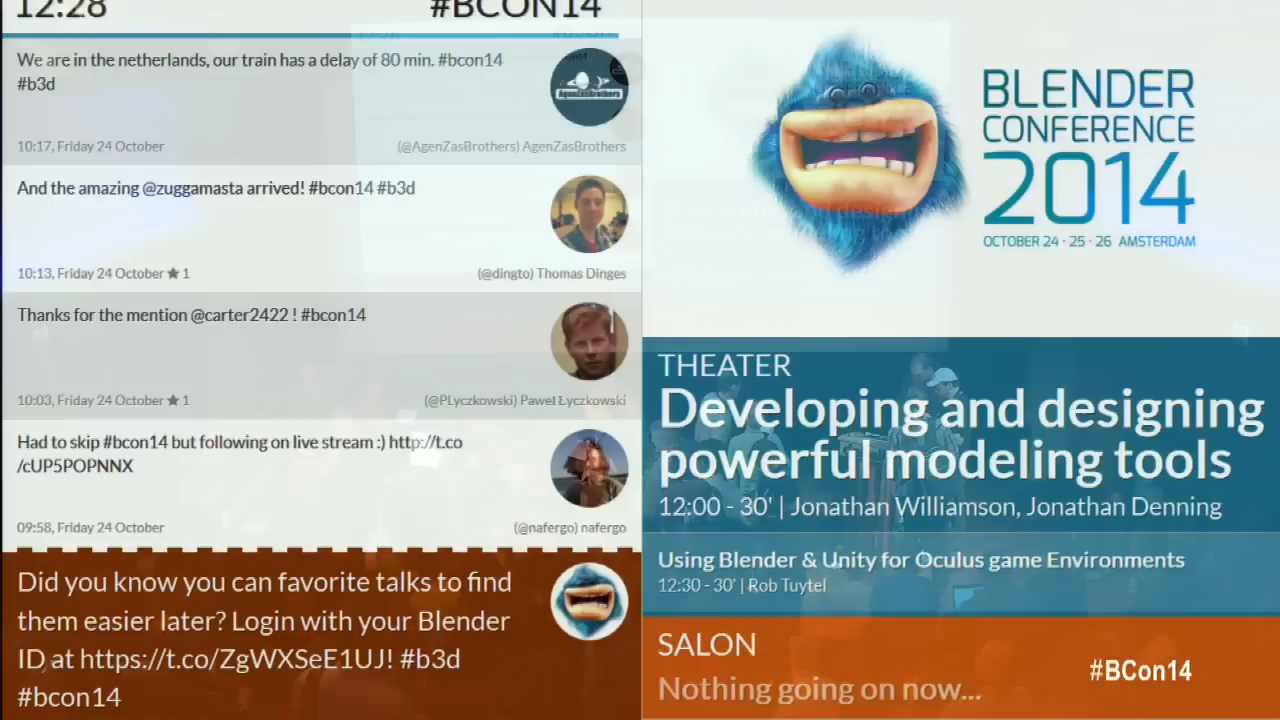 12:28 #BCON14
We are in the netherlands, our train has a delay of 80 min. #bcon14
#b3d
10:17, Friday 24 October (@AgenZasBrothers) AgenZasBrothers
And the amazing @zuggamasta arrived! #bcon14 #b3d
10:13, Friday 24 October ★ 1 (@dingto) Thomas Dinges
Thanks for the mention @carter2422 ! #bcon14
10:03, Friday 24 October ★ 1 (@PLyczkowski) Paweł Łyczkowski
Had to skip #bcon14 but following on live stream :) http://t.co
/cUP5POPNNX
09:58, Friday 24 October (@nafergo) nafergo
Did you know you can favorite talks to find
them easier later? Login with your Blender
ID at https://t.co/ZgWXSeE1UJ! #b3d
#bcon14
BLENDER
CONFERENCE
2014
OCTOBER 24 · 25 · 26 AMSTERDAM
THEATER
Developing and designing
powerful modeling tools
12:00 - 30' | Jonathan Williamson, Jonathan Denning
Using Blender & Unity for Oculus game Environments
12:30 - 30' | Rob Tuytel
SALON
Nothing going on now...
#BCon14